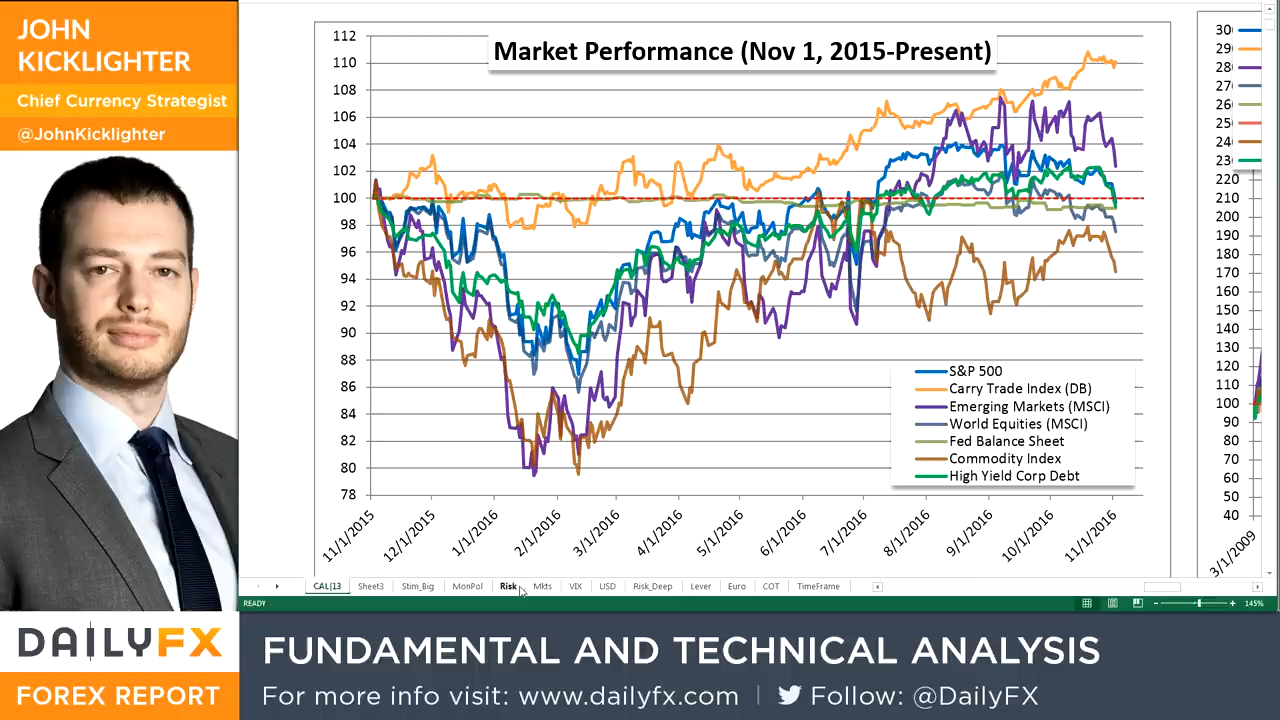 JOHN
KICKLIGHTER
Chief Currency Strategist
@JohnKicklighter
Market Performance (Nov 1, 2015-Present)
112
110
108
106
104
102
100
98
96
94
92
90
88
86
84
82
80
78
11/1/2015
12/1/2015
1/1/2016
2/1/2016
3/1/2016
4/1/2016
5/1/2016
6/1/2016
7/1/2016
8/1/2016
9/1/2016
10/1/2016
11/1/2016
S&P 500
Carry Trade Index (DB)
Emerging Markets (MSCI)
World Equities (MSCI)
Fed Balance Sheet
Commodity Index
High Yield Corp Debt
220
210
200
190
180
170
160
150
140
130
120
110
100
90
80
70
60
50
40
3/1/2009
CAL|13 Sheet3 Stim_Big MonPol Risk Mkts VIX USD Risk_Deep Lever Euro COT TimeFrame
READY
145%
DAILYFX
FOREX REPORT
FUNDAMENTAL AND TECHNICAL ANALYSIS
For more info visit: www.dailyfx.com | Follow: @DailyFX